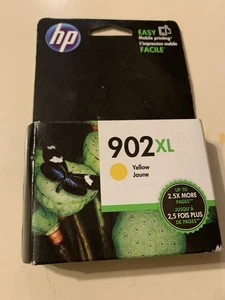 hp
EASY
Mobile printing
L'impression mobile
FACILE
902XL
Yellow
Jaune
UP TO
2.5X MORE
PAGES
JUSQU'À
2,5 FOIS PLUS
DE PAGES